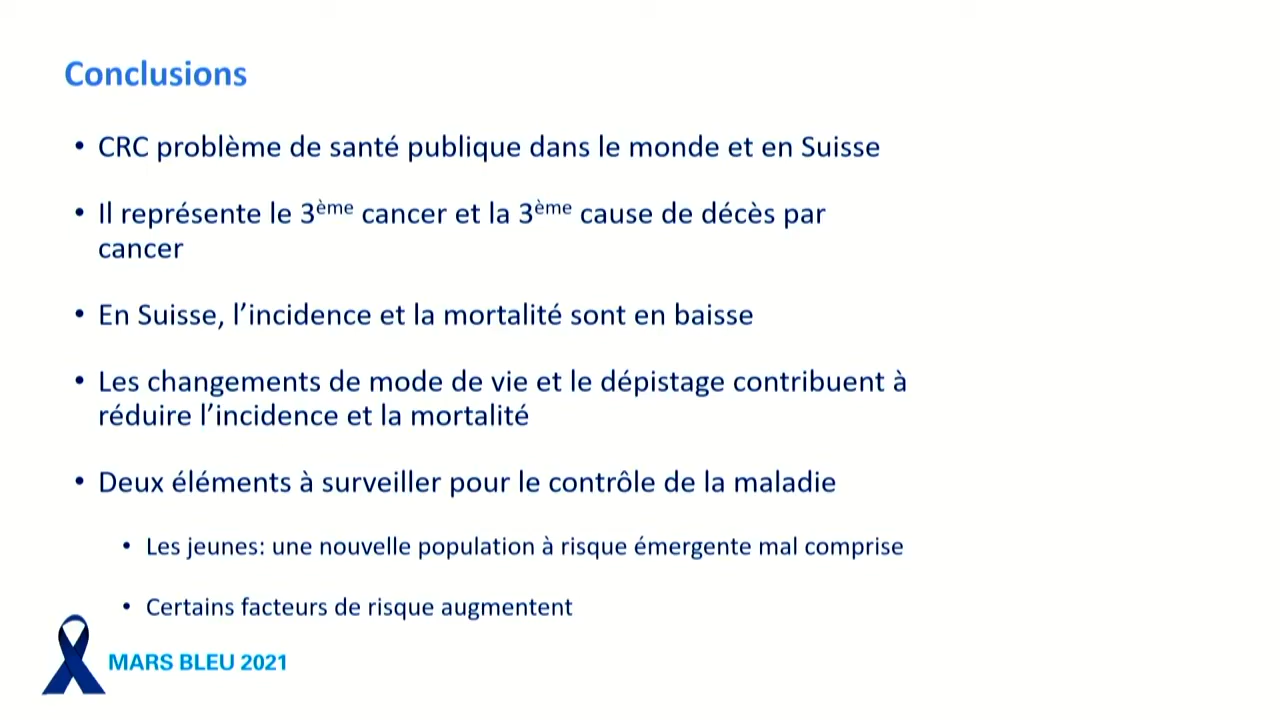 Conclusions
• CRC problème de santé publique dans le monde et en Suisse
• Il représente le 3ème cancer et la 3ème cause de décès par
cancer
• En Suisse, l’incidence et la mortalité sont en baisse
• Les changements de mode de vie et le dépistage contribuent à
réduire l’incidence et la mortalité
• Deux éléments à surveiller pour le contrôle de la maladie
• Les jeunes: une nouvelle population à risque émergente mal comprise
• Certains facteurs de risque augmentent
MARS BLEU 2021